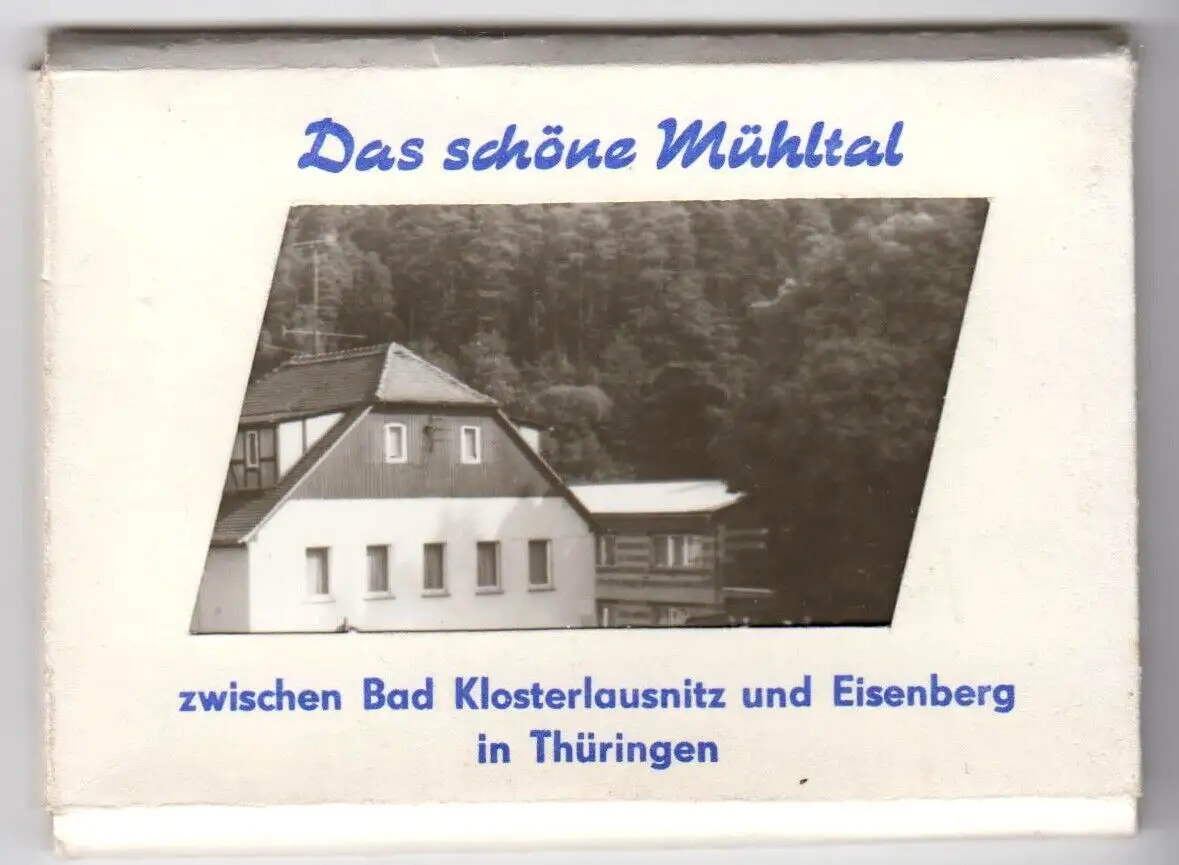 Das schöne Mühltal
zwischen Bad Klosterlausnitz und Eisenberg
in Thüringen